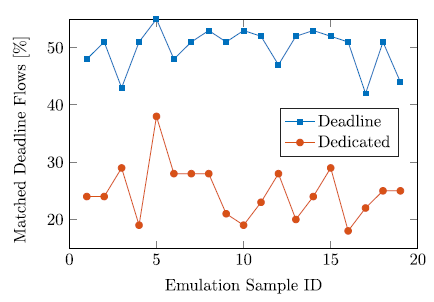 Matched Deadline Flows [%]
50
40
30
20
Deadline
Dedicated
0 5 10 15 20
Emulation Sample ID